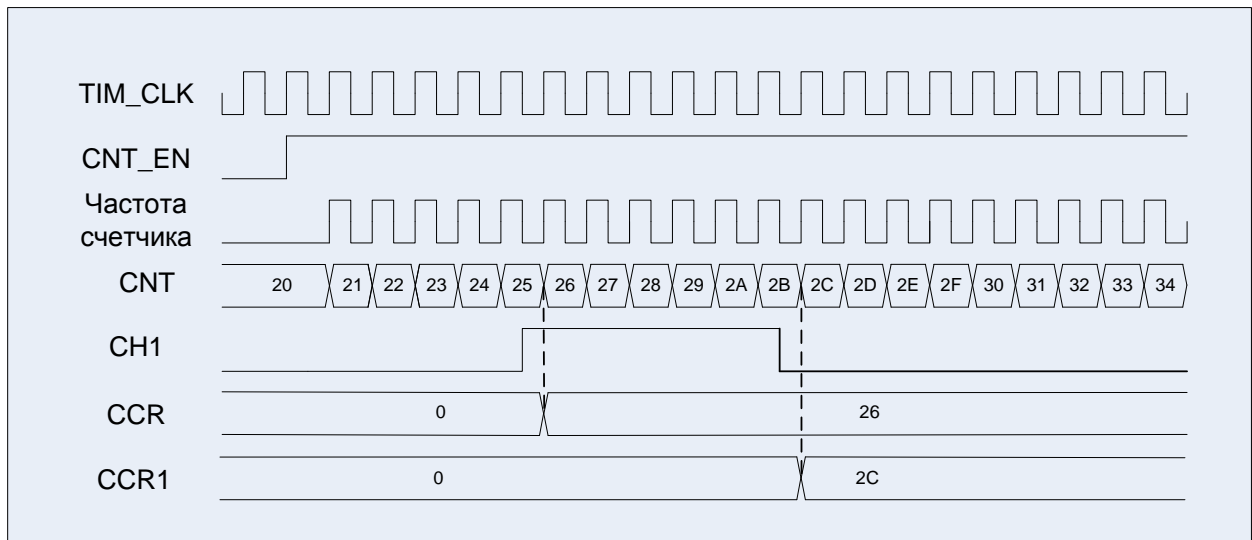 TIM_CLK
CNT_EN
Частота
счетчика
CNT 20 21 22 23 24 25 26 27 28 29 2A 2B 2C 2D 2E 2F 30 31 32 33 34
CH1
CCR 0 26
CCR1 0 2C